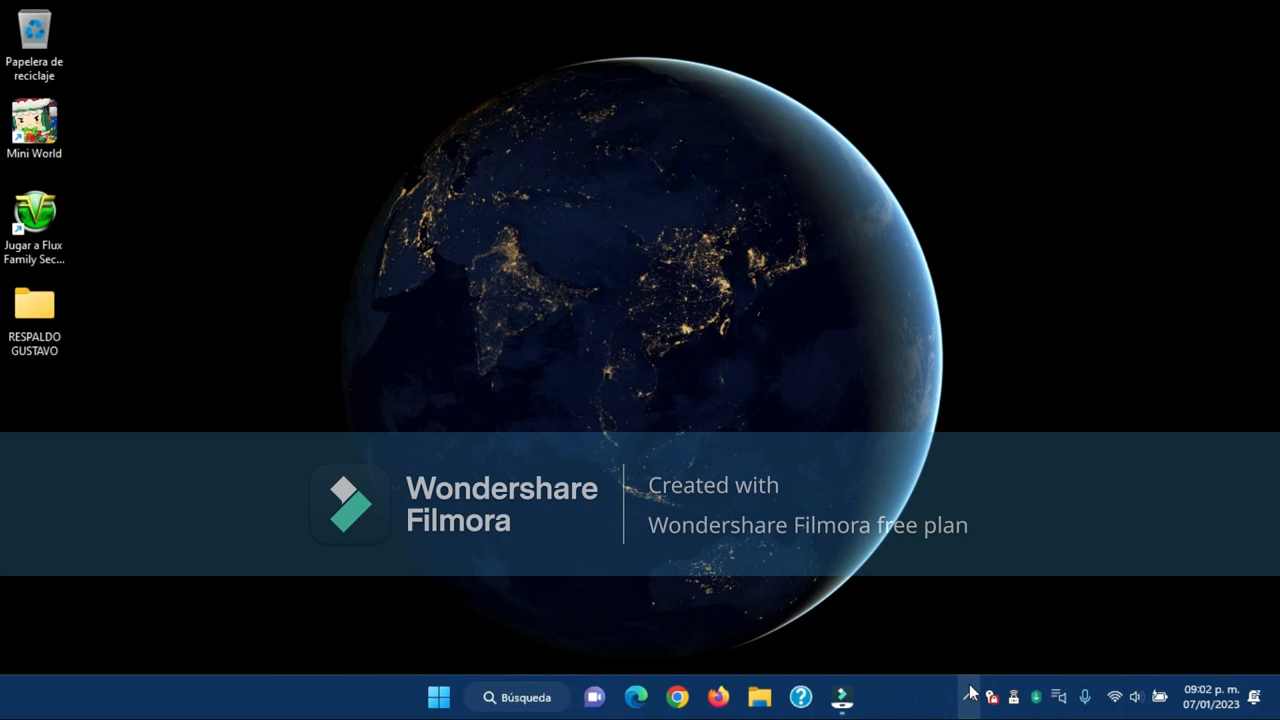 Papelera de
reciclaje
Mini World
Jugar a Flux
Family Sec...
RESPALDO
GUSTAVO
Wondershare
Filmora
Created with
Wondershare Filmora free plan
Búsqueda
09:02 p. m.
07/01/2023